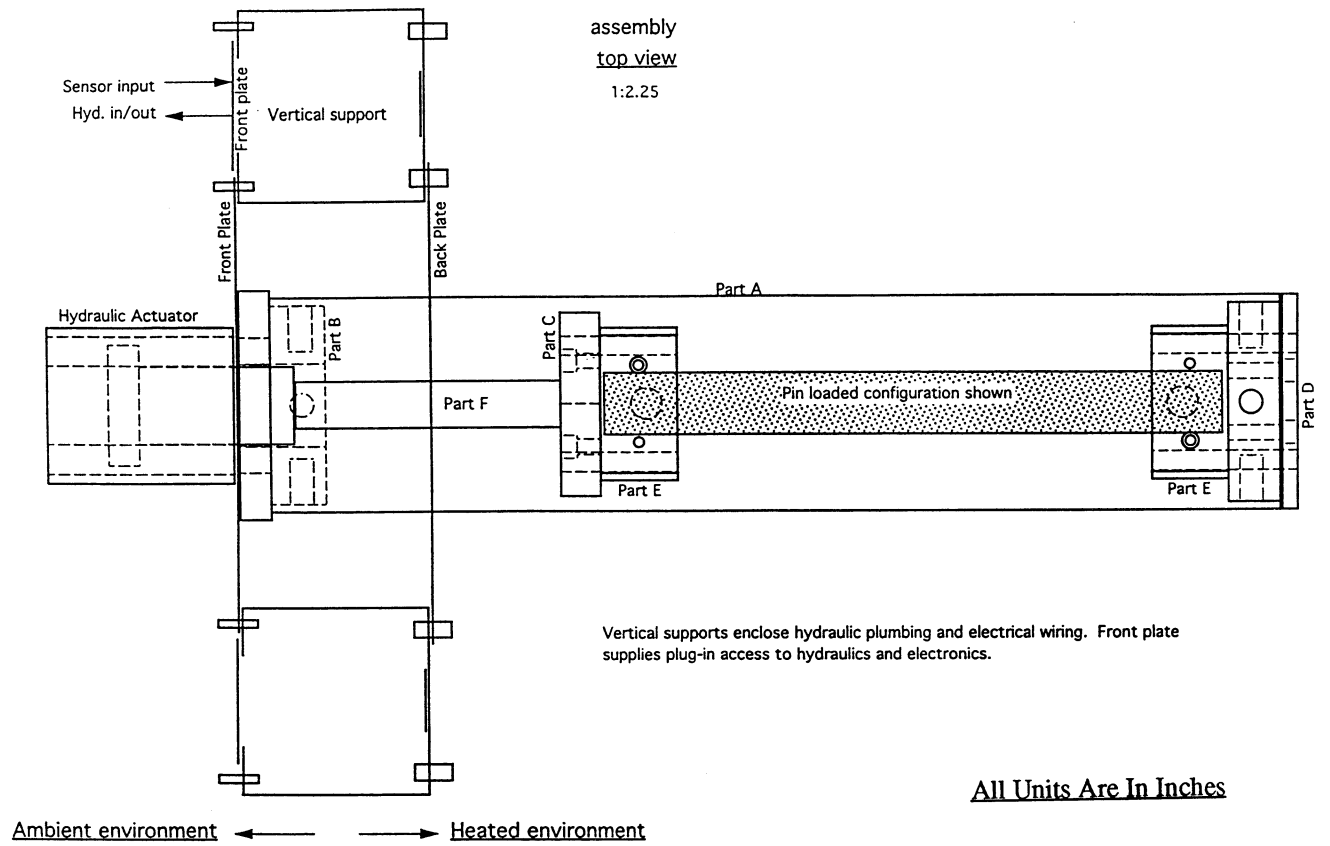 assembly
top view
1:2.25
Sensor input
Hyd. in/out
Front plate
Vertical support
Front Plate
Back Plate
Part A
Hydraulic Actuator
Part B
Part C
Part F
Pin loaded configuration shown
Part D
Part E
Part E
Vertical supports enclose hydraulic plumbing and electrical wiring. Front plate
supplies plug-in access to hydraulics and electronics.
All Units Are In Inches
Ambient environment
Heated environment